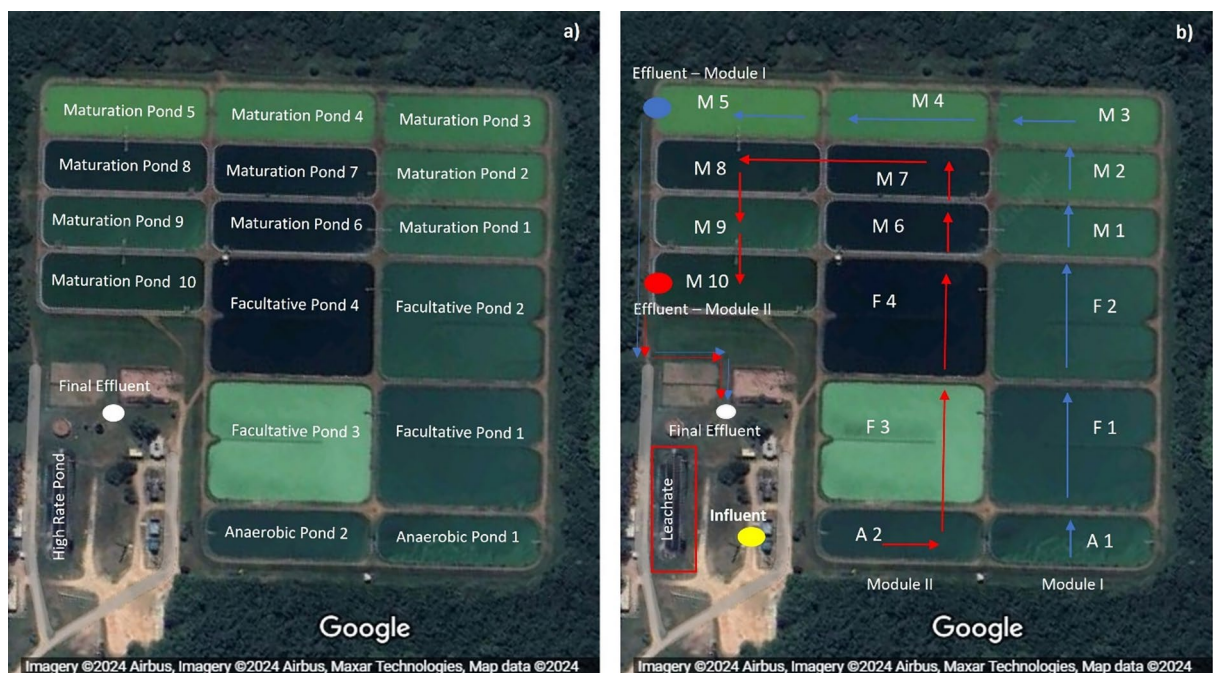 a)
Maturation Pond 5
Maturation Pond 4
Maturation Pond 3
Maturation Pond 8
Maturation Pond 7
Maturation Pond 2
Maturation Pond 9
Maturation Pond 6
Maturation Pond 1
Maturation Pond 10
Facultative Pond 4
Facultative Pond 2
Final Effluent
Facultative Pond 3
Facultative Pond 1
High Rate Pond
Anaerobic Pond 2
Anaerobic Pond 1
Google
Imagery ©2024 Airbus, Imagery ©2024 Airbus, Maxar Technologies, Map data ©2024
b)
Effluent – Module I
M 5
M 4
M 3
M 8
M 7
M 2
M 9
M 6
M 1
M 10
F 4
F 2
Effluent – Module II
Final Effluent
F 3
F 1
Leachate
Influent
A 2
A 1
Module II
Module I
Google
Imagery ©2024 Airbus, Imagery ©2024 Airbus, Maxar Technologies, Map data ©2024